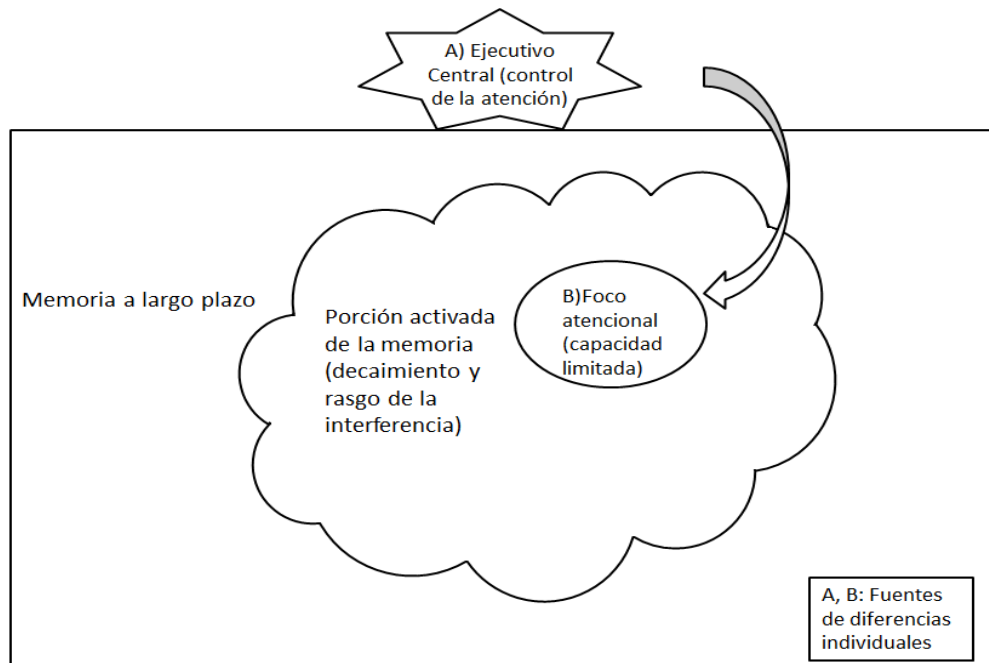 A) Ejecutivo
Central (control
de la atención)
Memoria a largo plazo
Porción activada
de la memoria
(decaimiento y
rasgo de la
interferencia)
B)Foco
atencional
(capacidad
limitada)
A, B: Fuentes
de diferencias
individuales